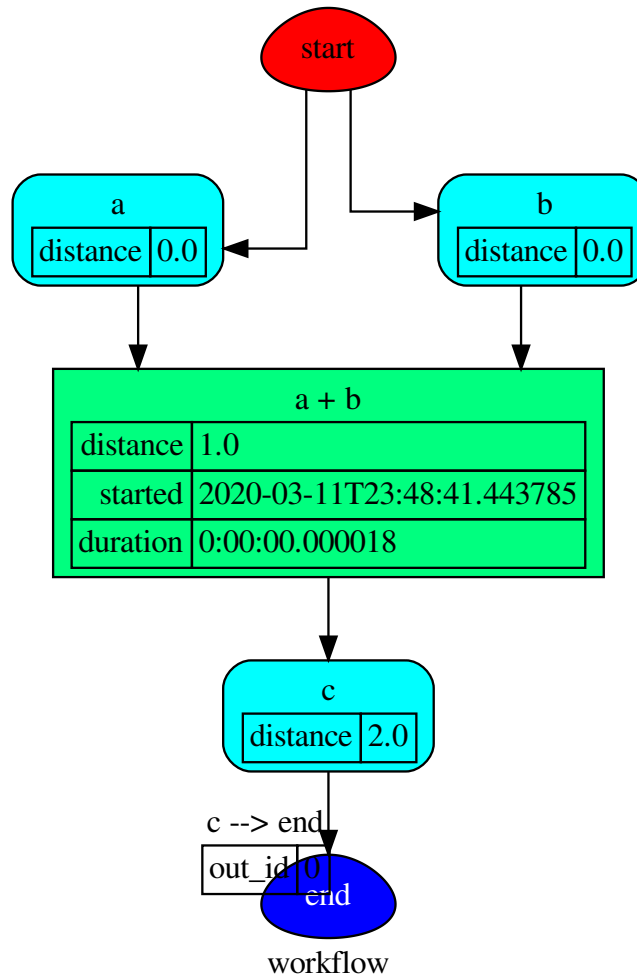 start
a
distance 0.0
b
distance 0.0
a + b
distance 1.0
started 2020-03-11T23:48:41.443785
duration 0:00:00.000018
c
distance 2.0
c --> end
out_id 0
end
workflow